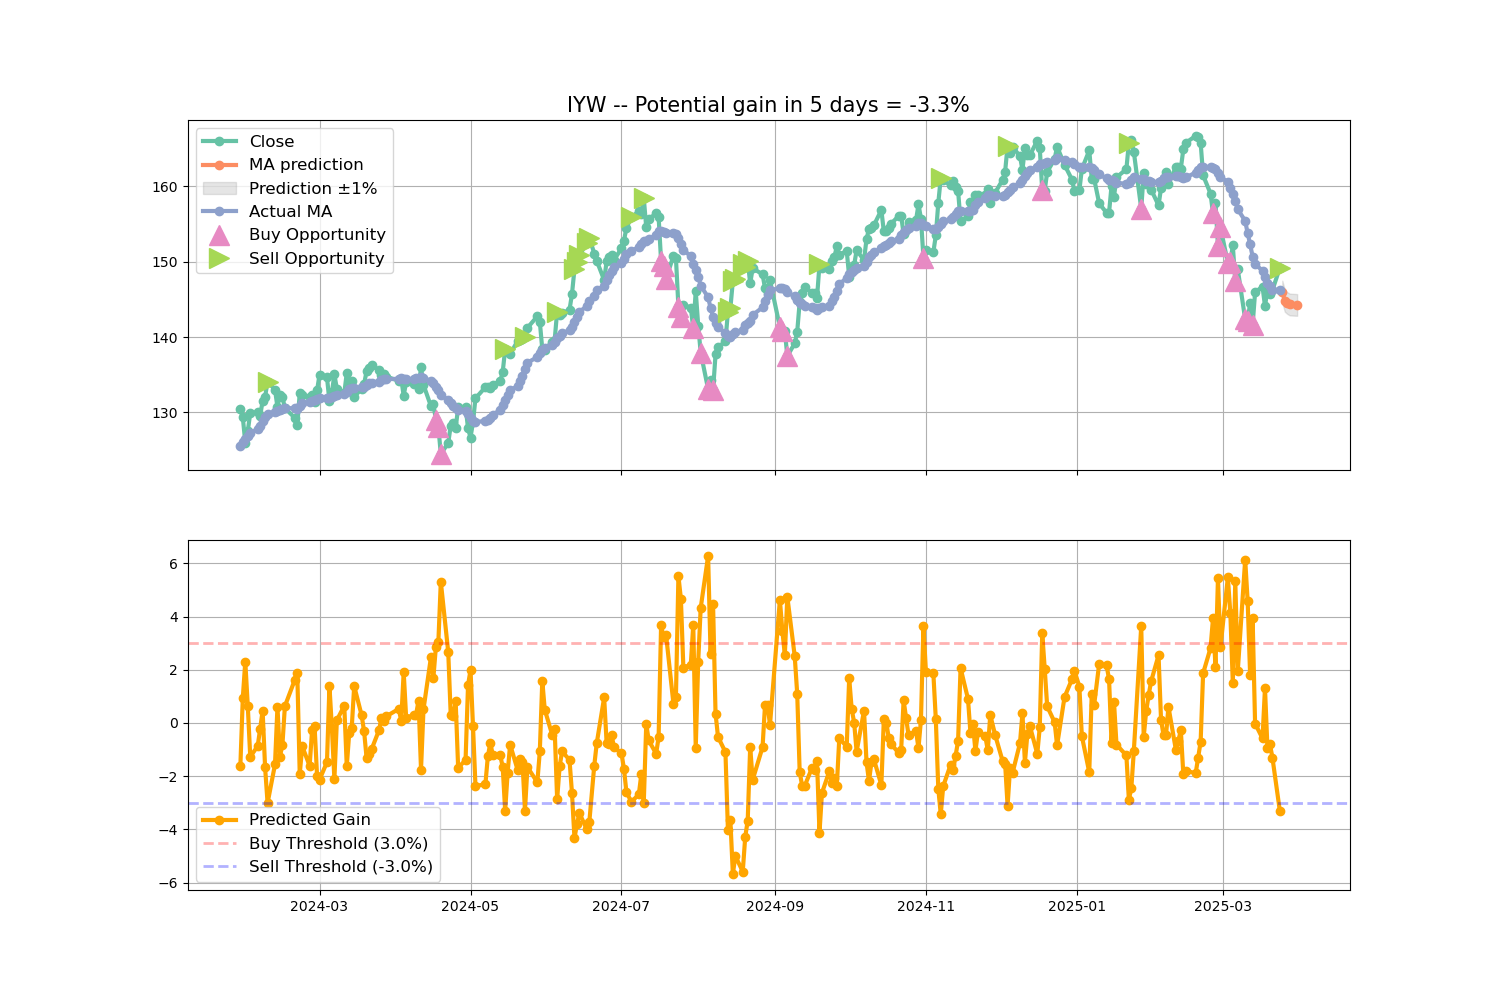 IYW -- Potential gain in 5 days = -3.3%
Close
MA prediction
Prediction ±1%
Actual MA
Buy Opportunity
Sell Opportunity
160
150
140
130
6
4
2
0
−2
−4
−6
Predicted Gain
Buy Threshold (3.0%)
Sell Threshold (-3.0%)
2024-03 2024-05 2024-07 2024-09 2024-11 2025-01 2025-03